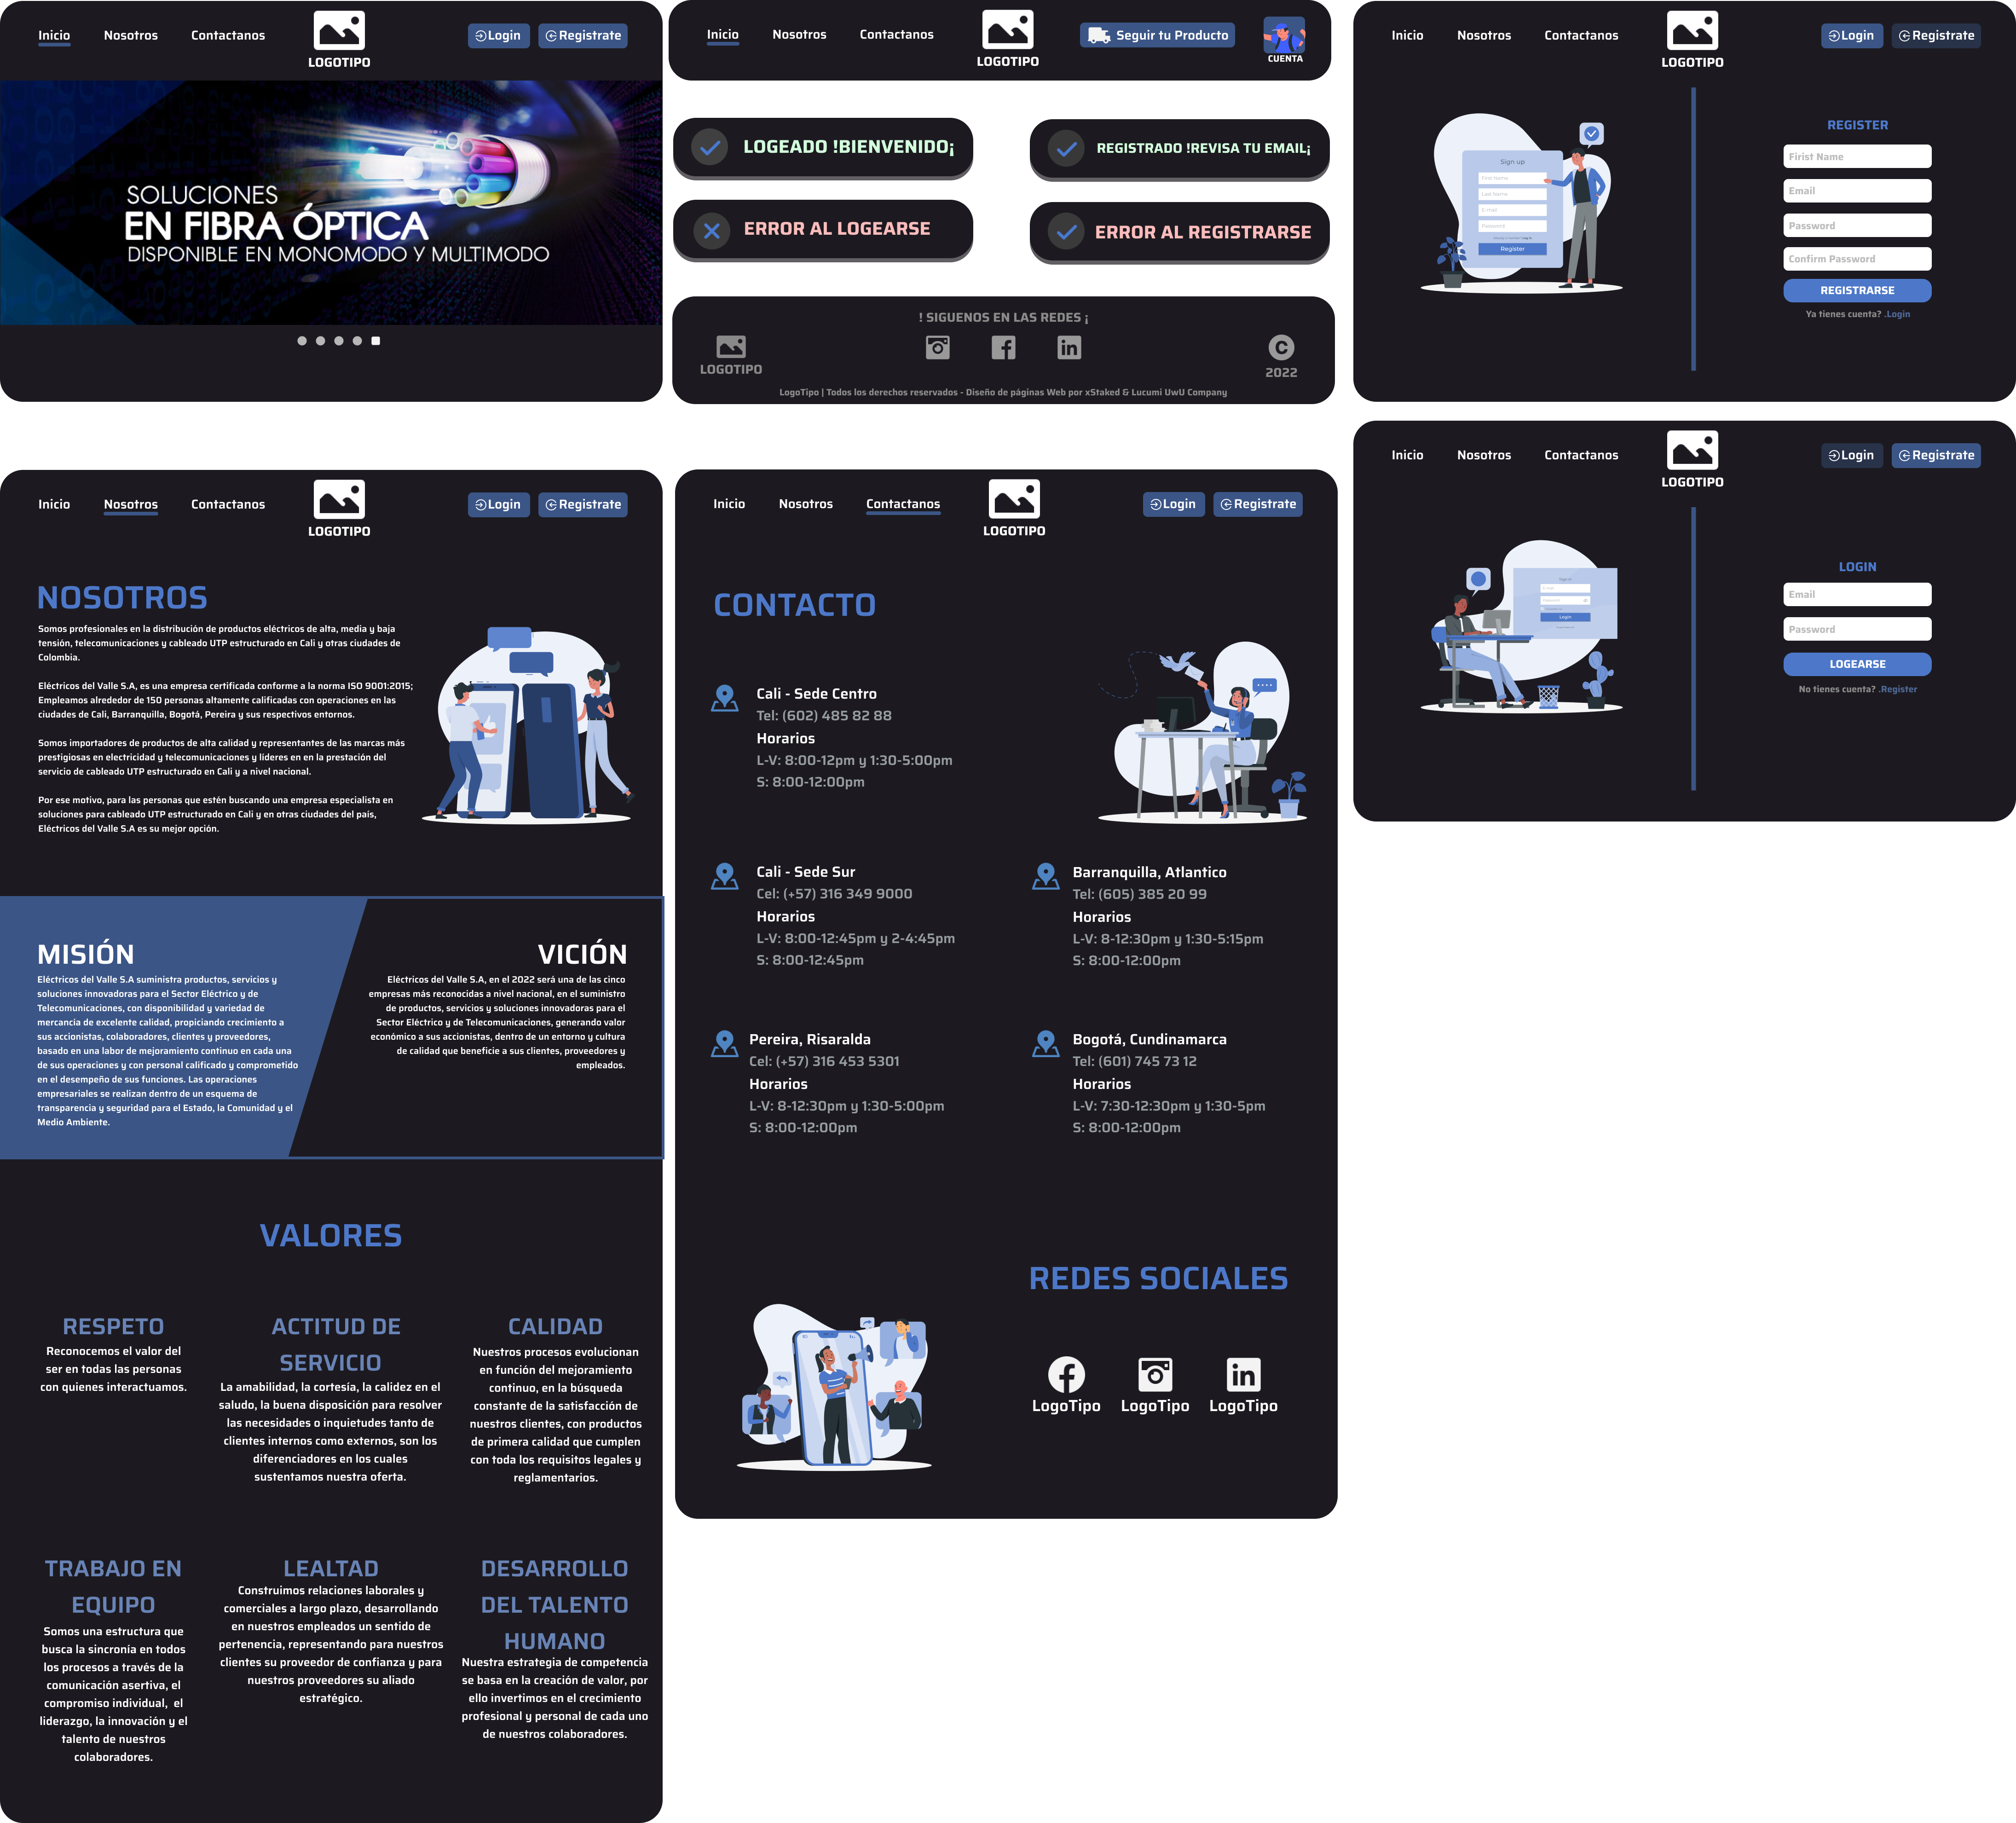 Inicio Nosotros Contactanos LOGOTIPO Login Registrate
SOLUCIONES
EN FIBRA ÓPTICA
DISPONIBLE EN MONOMODO Y MULTIMODO
Inicio Nosotros Contactanos LOGOTIPO Seguir tu Producto CUENTA
LOGEADO !BIENVENIDO¡
REGISTRADO !REVISA TU EMAIL¡
ERROR AL LOGEARSE
ERROR AL REGISTRARSE
! SIGUENOS EN LAS REDES ¡
LOGOTIPO
2022
LogoTipo | Todos los derechos reservados - Diseño de páginas Web por xStaked & Lucumi UwU Company
Inicio Nosotros Contactanos LOGOTIPO Login Registrate
Sign up
First Name
Last Name
E-mail
Password
Register
REGISTER
Firist Name
Email
Password
Confirm Password
REGISTRARSE
Ya tienes cuenta? .Login
Inicio Nosotros Contactanos LOGOTIPO Login Registrate
Login
LOGIN
Email
Password
LOGEARSE
No tienes cuenta? .Register
Inicio Nosotros Contactanos LOGOTIPO Login Registrate
NOSOTROS
Somos profesionales en la distribución de productos eléctricos de alta, media y baja
tensión, telecomunicaciones y cableado UTP estructurado en Cali y otras ciudades de
Colombia.
Eléctricos del Valle S.A, es una empresa certificada conforme a la norma ISO 9001:2015;
Empleamos alrededor de 150 personas altamente calificadas con operaciones en las
ciudades de Cali, Barranquilla, Bogotá, Pereira y sus respectivos entornos.
Somos importadores de productos de alta calidad y representantes de las marcas más
prestigiosas en electricidad y telecomunicaciones y líderes en en la prestación del
servicio de cableado UTP estructurado en Cali y a nivel nacional.
Por ese motivo, para las personas que estén buscando una empresa especialista en
soluciones para cableado UTP estructurado en Cali y en otras ciudades del país,
Eléctricos del Valle S.A es su mejor opción.
MISIÓN
Eléctricos del Valle S.A suministra productos, servicios y
soluciones innovadoras para el Sector Eléctrico y de
Telecomunicaciones, con disponibilidad y variedad de
mercancía de excelente calidad, propiciando crecimiento a
sus accionistas, colaboradores, clientes y proveedores,
basado en una labor de mejoramiento continuo en cada una
de sus operaciones y con personal calificado y comprometido
en el desempeño de sus funciones. Las operaciones
empresariales se realizan dentro de un esquema de
transparencia y seguridad para el Estado, la Comunidad y el
Medio Ambiente.
VICIÓN
Eléctricos del Valle S.A, en el 2022 será una de las cinco
empresas más reconocidas a nivel nacional, en el suministro
de productos, servicios y soluciones innovadoras para el
Sector Eléctrico y de Telecomunicaciones, generando valor
económico a sus accionistas, dentro de un entorno y cultura
de calidad que beneficie a sus clientes, proveedores y
empleados.
VALORES
RESPETO
Reconocemos el valor del
ser en todas las personas
con quienes interactuamos.
ACTITUD DE
SERVICIO
La amabilidad, la cortesía, la calidez en el
saludo, la buena disposición para resolver
las necesidades o inquietudes tanto de
clientes internos como externos, son los
diferenciadores en los cuales
sustentamos nuestra oferta.
CALIDAD
Nuestros procesos evolucionan
en función del mejoramiento
continuo, en la búsqueda
constante de la satisfacción de
nuestros clientes, con productos
de primera calidad que cumplen
con toda los requisitos legales y
reglamentarios.
TRABAJO EN
EQUIPO
Somos una estructura que
busca la sincronía en todos
los procesos a través de la
comunicación asertiva, el
compromiso individual, el
liderazgo, la innovación y el
talento de nuestros
colaboradores.
LEALTAD
Construimos relaciones laborales y
comerciales a largo plazo, desarrollando
en nuestros empleados un sentido de
pertenencia, representando para nuestros
clientes su proveedor de confianza y para
nuestros proveedores su aliado
estratégico.
DESARROLLO
DEL TALENTO
HUMANO
Nuestra estrategia de competencia
se basa en la creación de valor, por
ello invertimos en el crecimiento
profesional y personal de cada uno
de nuestros colaboradores.
Inicio Nosotros Contactanos LOGOTIPO Login Registrate
CONTACTO
Cali - Sede Centro
Tel: (602) 485 82 88
Horarios
L-V: 8:00-12pm y 1:30-5:00pm
S: 8:00-12:00pm
Cali - Sede Sur
Cel: (+57) 316 349 9000
Horarios
L-V: 8:00-12:45pm y 2-4:45pm
S: 8:00-12:45pm
Barranquilla, Atlantico
Tel: (605) 385 20 99
Horarios
L-V: 8-12:30pm y 1:30-5:15pm
S: 8:00-12:00pm
Pereira, Risaralda
Cel: (+57) 316 453 5301
Horarios
L-V: 8-12:30pm y 1:30-5:00pm
S: 8:00-12:00pm
Bogotá, Cundinamarca
Tel: (601) 745 73 12
Horarios
L-V: 7:30-12:30pm y 1:30-5pm
S: 8:00-12:00pm
REDES SOCIALES
LogoTipo LogoTipo LogoTipo